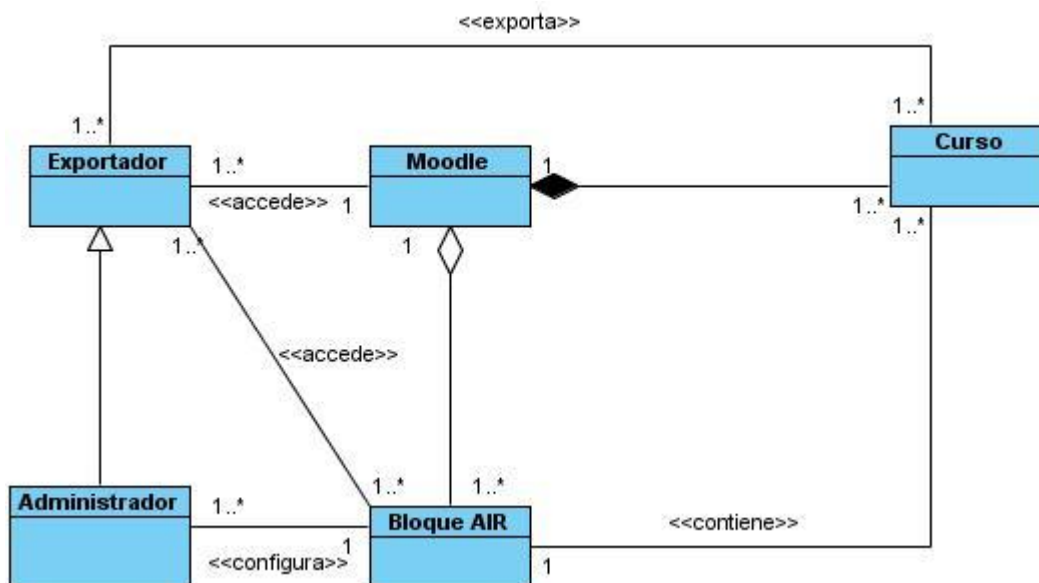 <<exporta>>
1..*
1..*
Exportador
Moodle
Curso
1..*
1
<<accede>>
1
1..*
1..*
1..*
1
<<accede>>
Administrador
1..*
1..*
1..*
Bloque AIR
<<contiene>>
1
<<configura>>
1